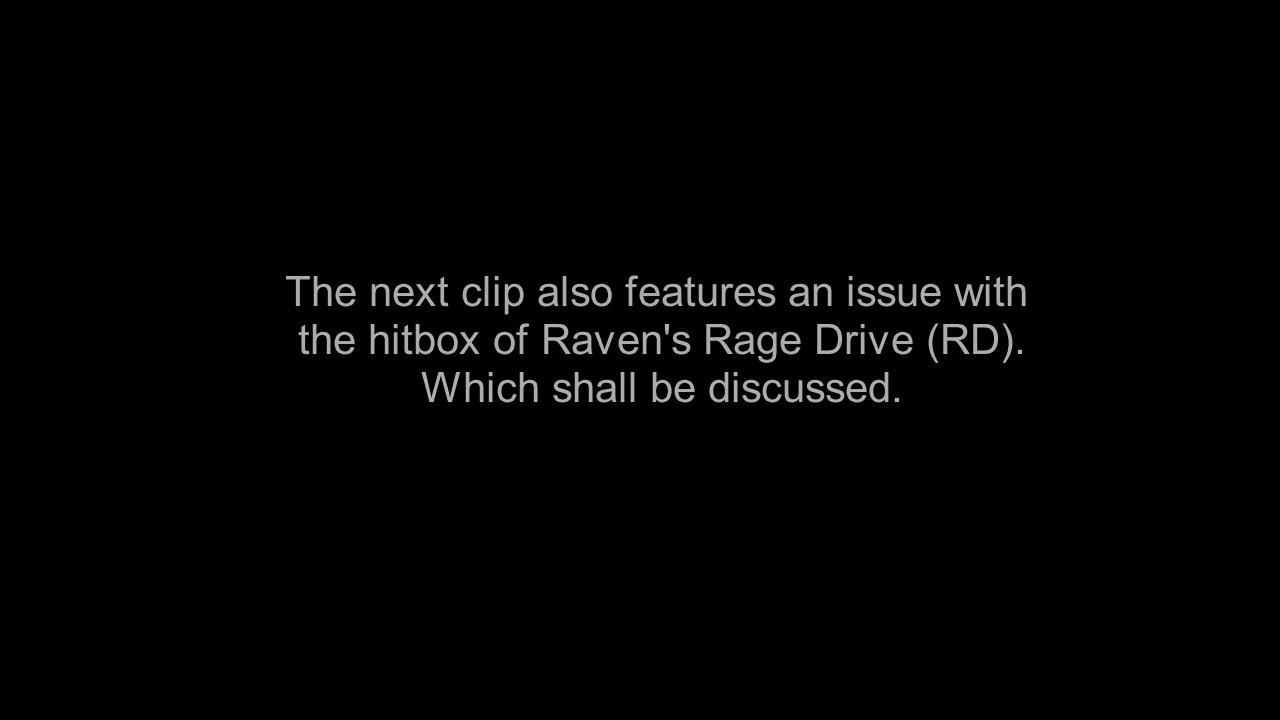 The next clip also features an issue with
the hitbox of Raven's Rage Drive (RD).
Which shall be discussed.